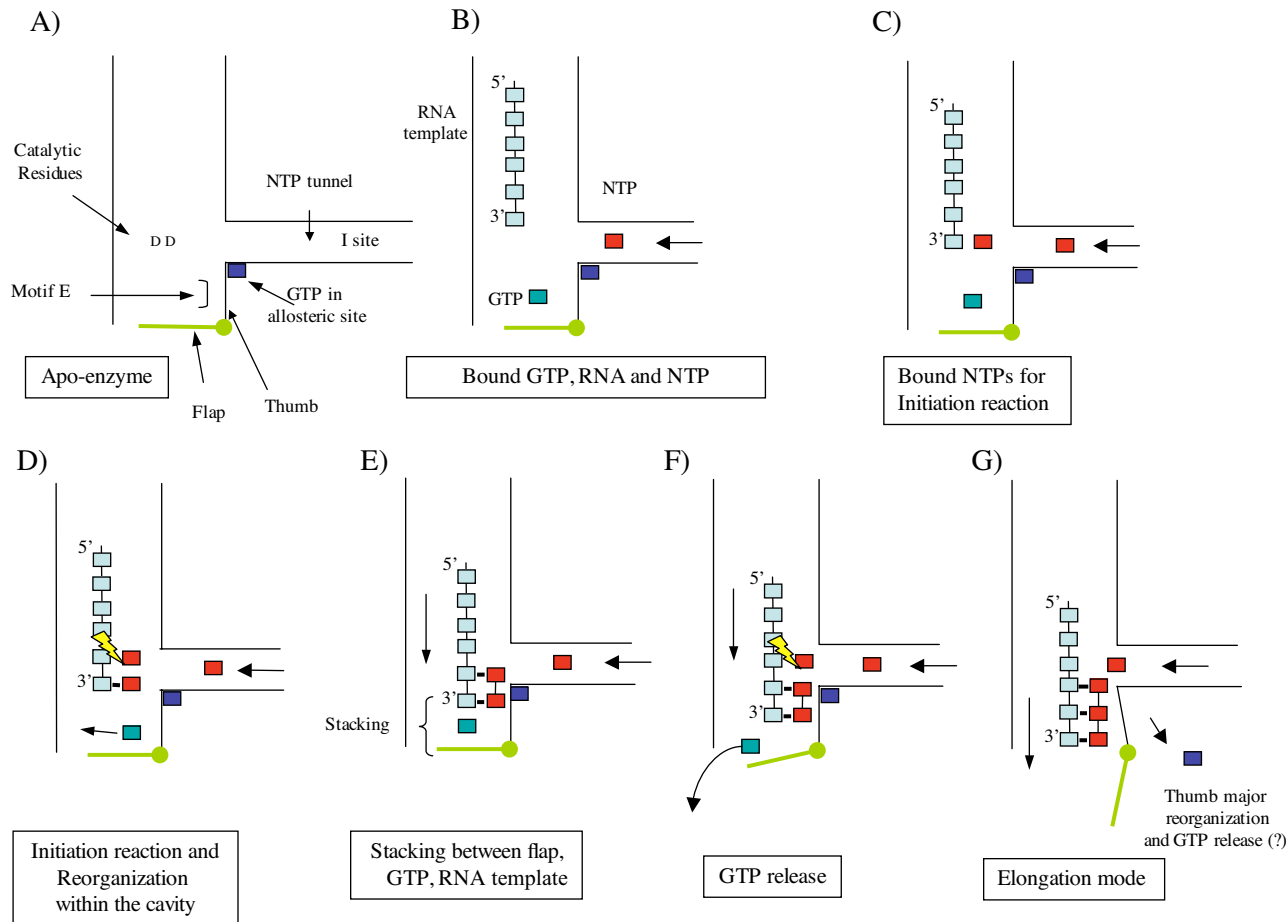 A)
Catalytic
Residues
NTP tunnel
D D
I site
Motif E
GTP in
allosteric site
Flap
Thumb
Apo-enzyme
B)
5’
RNA
template
NTP
3’
GTP
Bound GTP, RNA and NTP
C)
5’
3’
Bound NTPs for
Initiation reaction
D)
5’
3’
Initiation reaction and
Reorganization
within the cavity
E)
5’
3’
Stacking
Stacking between flap,
GTP, RNA template
F)
5’
3’
GTP release
G)
5’
3’
Thumb major
reorganization
and GTP release (?)
Elongation mode